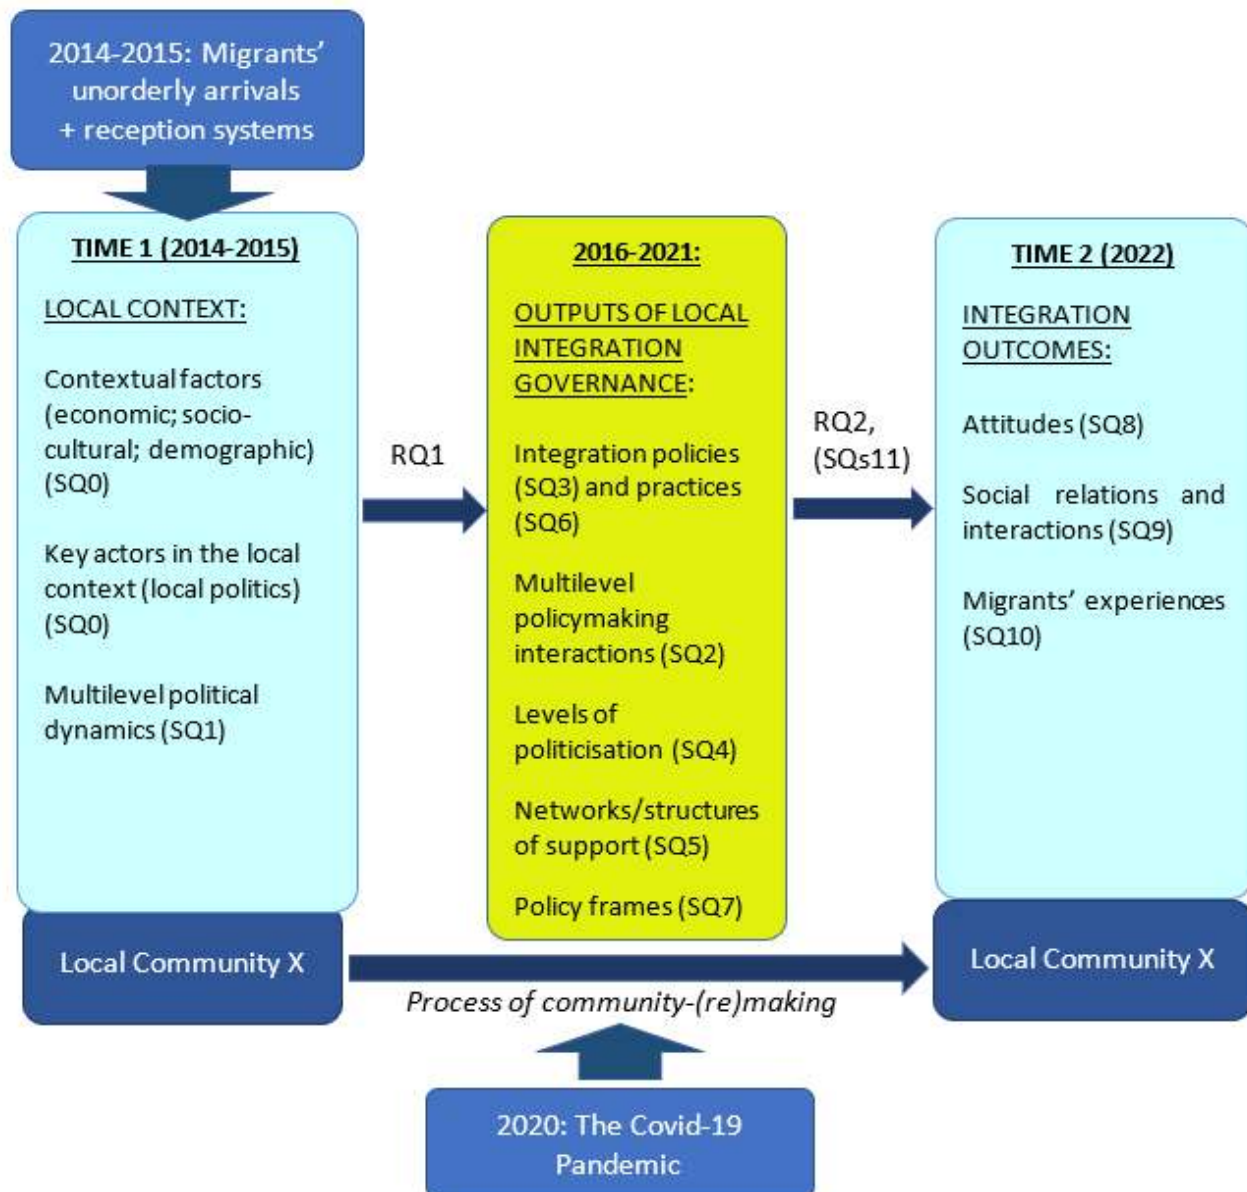 2014-2015: Migrants’
unorderly arrivals
+ reception systems
TIME 1 (2014-2015)
LOCAL CONTEXT:
Contextual factors
(economic; socio-
cultural; demographic)
(SQ0)
Key actors in the local
context (local politics)
(SQ0)
Multilevel political
dynamics (SQ1)
RQ1
2016-2021:
OUTPUTS OF LOCAL
INTEGRATION
GOVERNANCE:
Integration policies
(SQ3) and practices
(SQ6)
Multilevel
policymaking
interactions (SQ2)
Levels of
politicisation (SQ4)
Networks/structures
of support (SQ5)
Policy frames (SQ7)
RQ2,
(SQs11)
TIME 2 (2022)
INTEGRATION
OUTCOMES:
Attitudes (SQ8)
Social relations and
interactions (SQ9)
Migrants’ experiences
(SQ10)
Local Community X
Local Community X
Process of community-(re)making
2020: The Covid-19
Pandemic